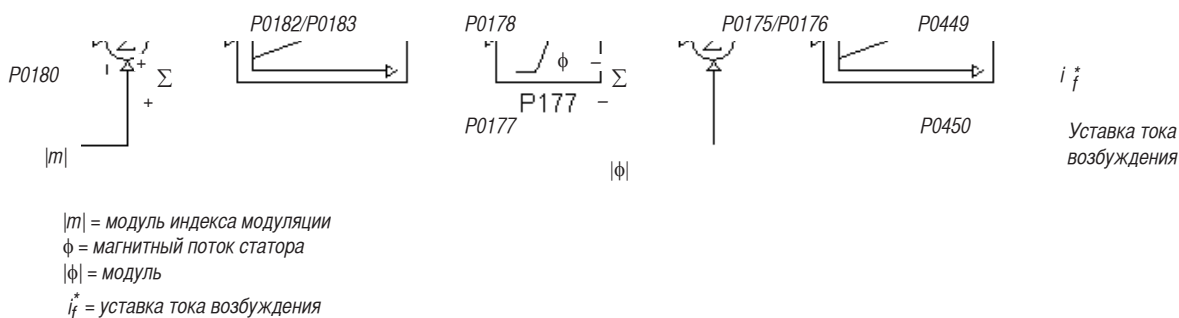 P0182/P0183 P0178 P0175/P0176 P0449
P0180 + Σ ϕ − Σ i*f
+ P177 −
P0177 P0450 Уставка тока
|m| возбуждения
|ϕ|
|m| = модуль индекса модуляции
ϕ = магнитный поток статора
|ϕ| = модуль
i*f = уставка тока возбуждения